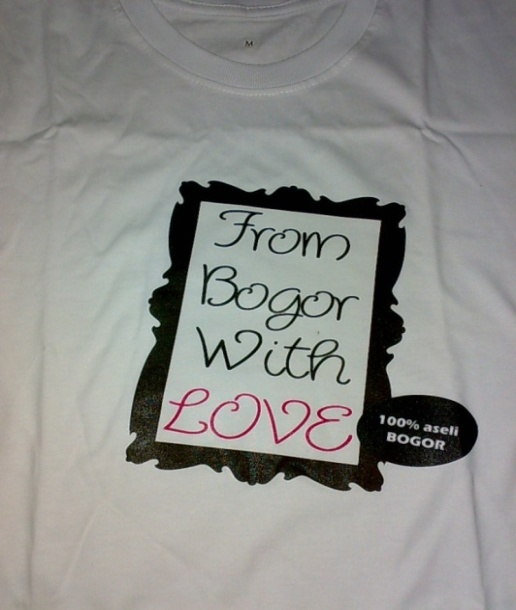 M
From
Bogor
With
LOVE
100% aseli
BOGOR